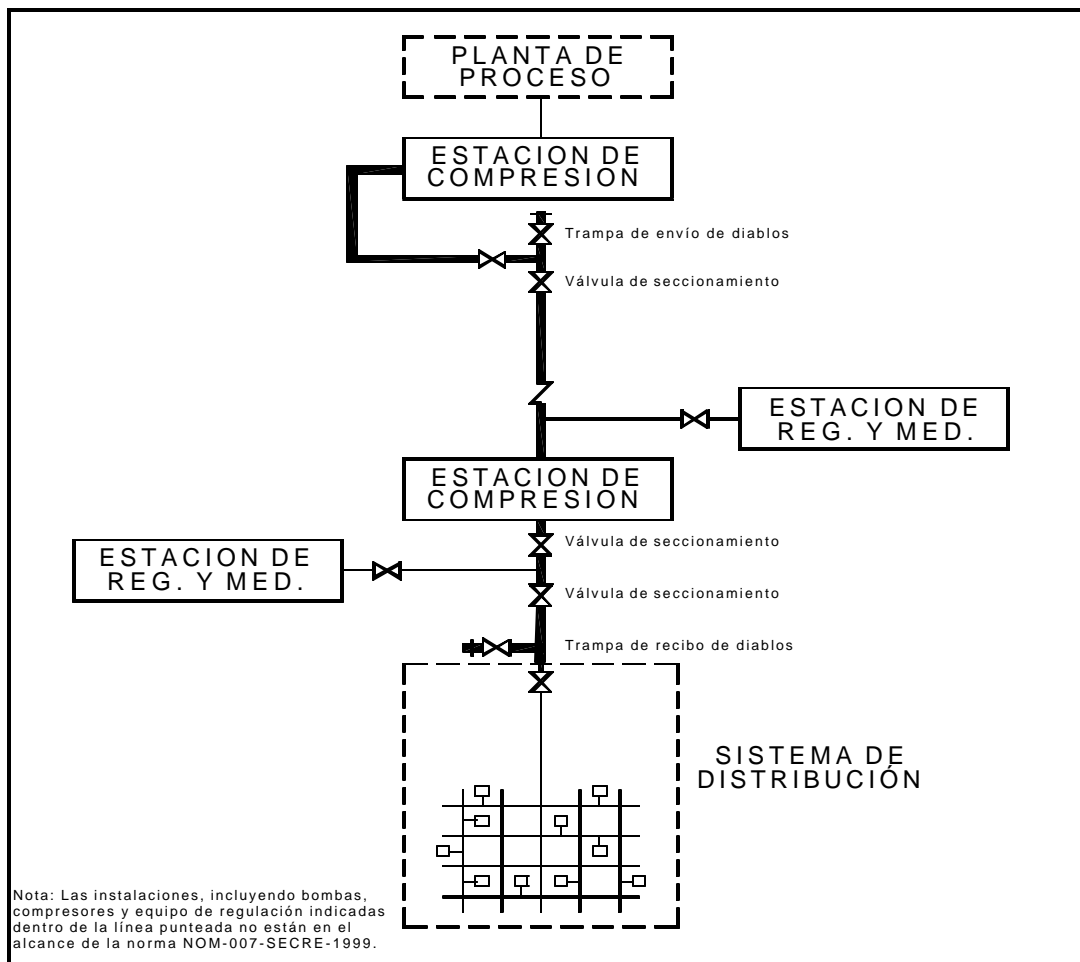 PLANTA DE
PROCESO
ESTACION DE
COMPRESION
Trampa de envío de diablos
Válvula de seccionamiento
ESTACION DE
REG. Y MED.
ESTACION DE
COMPRESION
Válvula de seccionamiento
ESTACION DE
REG. Y MED.
Válvula de seccionamiento
Trampa de recibo de diablos
SISTEMA DE
DISTRIBUCIÓN
Nota: Las instalaciones, incluyendo bombas,
compresores y equipo de regulación indicadas
dentro de la línea punteada no están en el
alcance de la norma NOM-007-SECRE-1999.